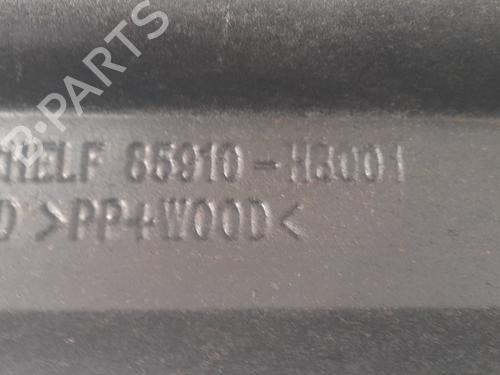 B-PARTS
HELF 85910-H8001
D >PP+WOOD<